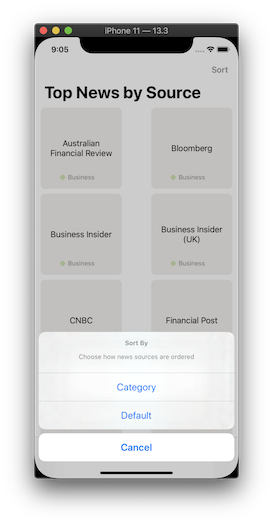 iPhone 11 — 13.3
9:05
Sort
Top News by Source
Australian
Financial Review
Business
Bloomberg
Business
Business Insider
Business
Business Insider
(UK)
Business
CNBC
Financial Post
Sort By
Choose how news sources are ordered
Category
Default
Cancel